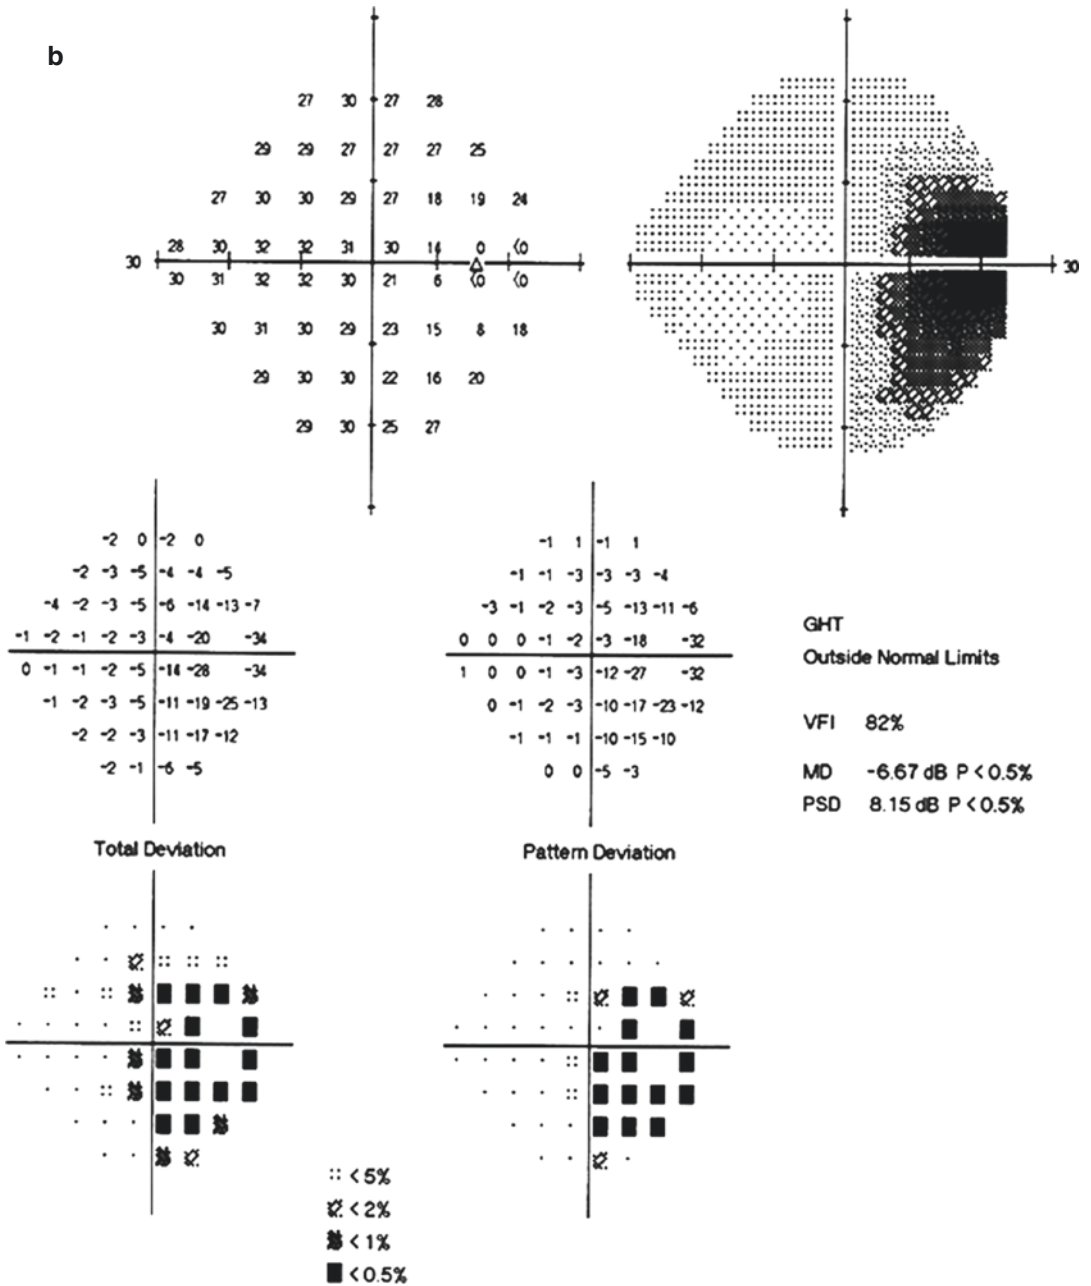 b
27 30 27 28
29 29 27 27 27 25
27 30 30 29 27 18 19 24
28 30 32 32 31 30 14 0 <0
30 30
30 31 32 32 30 21 6 <0 <0
30 31 30 29 23 15 8 18
29 30 30 22 16 20
29 30 25 27
-2 0 -2 0
-2 -3 -5 -4 -4 -5
-4 -2 -3 -5 -6 -14 -13 -7
-1 -2 -1 -2 -3 -4 -20 -34
0 -1 -1 -2 -5 -14 -28 -34
-1 -2 -3 -5 -11 -19 -25 -13
-2 -2 -3 -11 -17 -12
-2 -1 -6 -5
Total Deviation
-1 1 -1 1
-1 -1 -3 -3 -3 -4
-3 -1 -2 -3 -5 -13 -11 -6
0 0 0 -1 -2 -3 -18 -32
1 0 0 -1 -3 -12 -27 -32
0 -1 -2 -3 -10 -17 -23 -12
-1 -1 -1 -10 -15 -10
0 0 -5 -3
Pattern Deviation
GHT
Outside Normal Limits
VFI 82%
MD -6.67 dB P < 0.5%
PSD 8.15 dB P < 0.5%
< 5%
< 2%
< 1%
< 0.5%